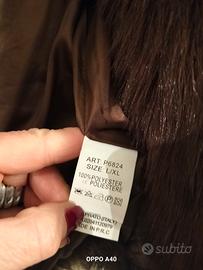 ART. P6824
SIZE: L/XL
100%POLYESTER
POLIESTERE
MADE IN P.R.C
subito
OPPO A40